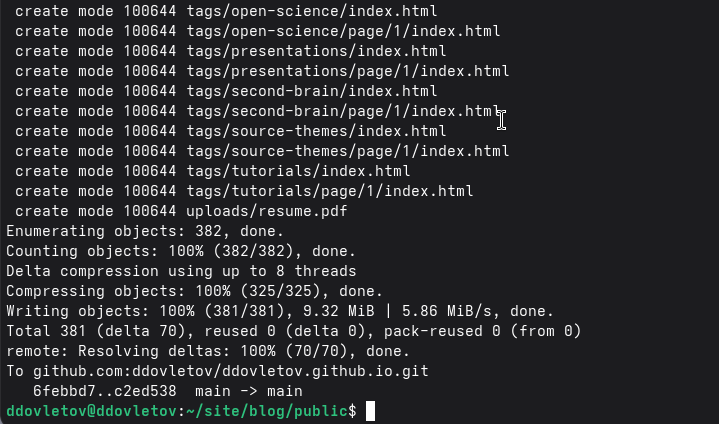 create mode 100644 tags/open-science/index.html
create mode 100644 tags/open-science/page/1/index.html
create mode 100644 tags/presentations/index.html
create mode 100644 tags/presentations/page/1/index.html
create mode 100644 tags/second-brain/index.html
create mode 100644 tags/second-brain/page/1/index.html
create mode 100644 tags/source-themes/index.html
create mode 100644 tags/source-themes/page/1/index.html
create mode 100644 tags/tutorials/index.html
create mode 100644 tags/tutorials/page/1/index.html
create mode 100644 uploads/resume.pdf
Enumerating objects: 382, done.
Counting objects: 100% (382/382), done.
Delta compression using up to 8 threads
Compressing objects: 100% (325/325), done.
Writing objects: 100% (381/381), 9.32 MiB | 5.86 MiB/s, done.
Total 381 (delta 70), reused 0 (delta 0), pack-reused 0 (from 0)
remote: Resolving deltas: 100% (70/70), done.
To github.com:ddovletov/ddovletov.github.io.git
   6febbd7..c2ed538  main -> main
ddovletov@ddovletov:~/site/blog/public$